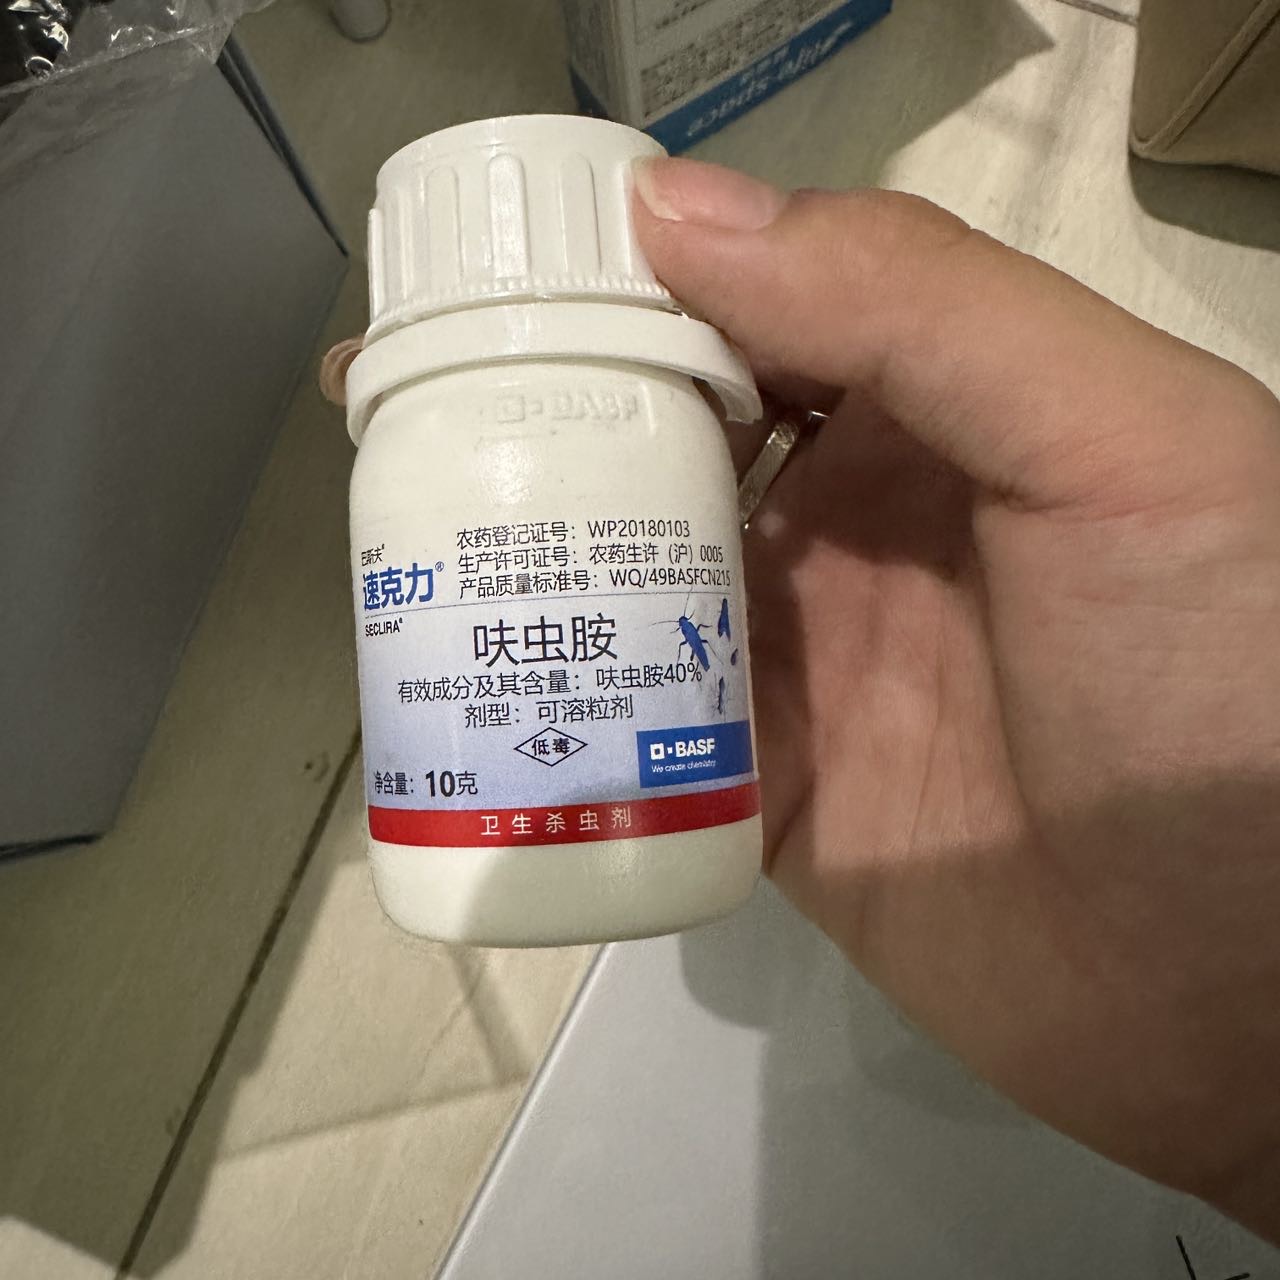 巴斯夫®
速克力®
SECLIRA®
农药登记证号：WP20180103
生产许可证号：农药生许（沪）0005
产品质量标准号：WQ/49BASFCN215
呋虫胺
有效成分及其含量：呋虫胺40%
剂型：可溶粒剂
低毒
净含量：10克
BASF
We create chemistry
卫生杀虫剂
BASF